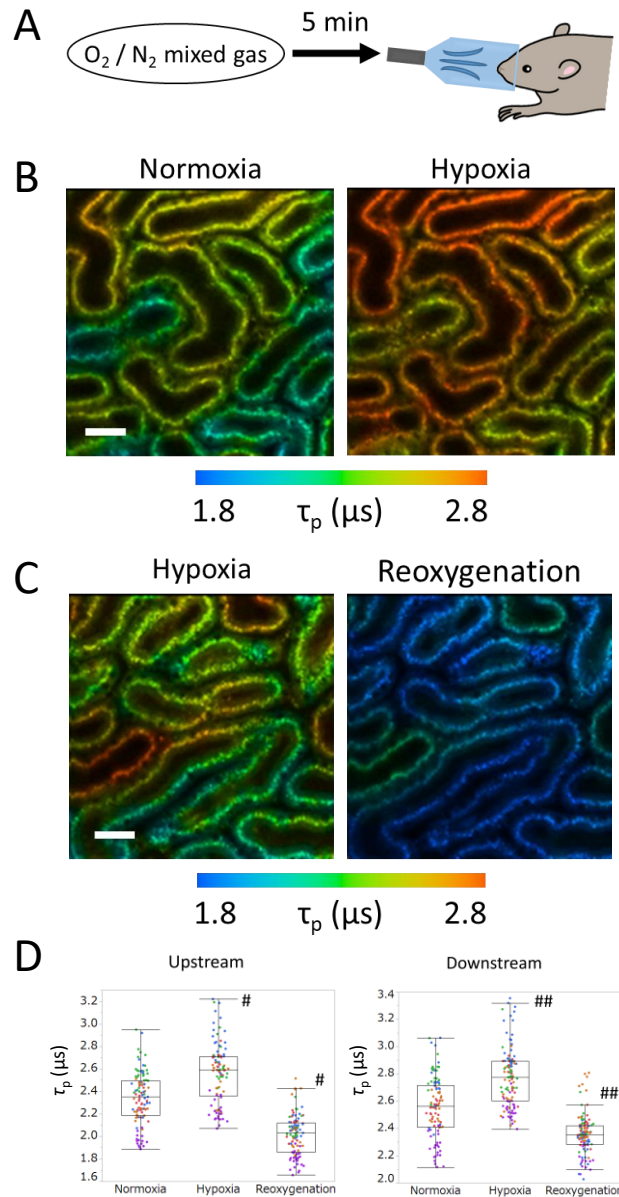 A
O₂ / N₂ mixed gas
5 min
B
Normoxia
Hypoxia
1.8
τₚ (μs)
2.8
C
Hypoxia
Reoxygenation
1.8
τₚ (μs)
2.8
D
Upstream
Downstream
τₚ (μs)
3.2
3.0
2.8
2.6
2.4
2.2
2.0
1.8
1.6
#
#
Normoxia
Hypoxia
Reoxygenation
τₚ (μs)
3.4
3.2
3.0
2.8
2.6
2.4
2.2
2.0
##
##
Normoxia
Hypoxia
Reoxygenation